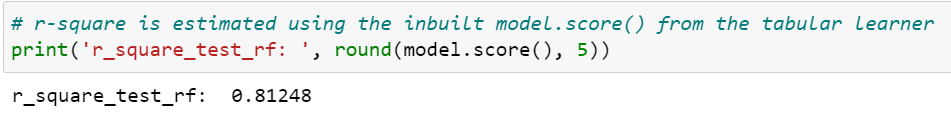 # r-square is estimated using the inbuilt model.score() from the tabular learner
print('r_square_test_rf: ', round(model.score(), 5))
r_square_test_rf:  0.81248